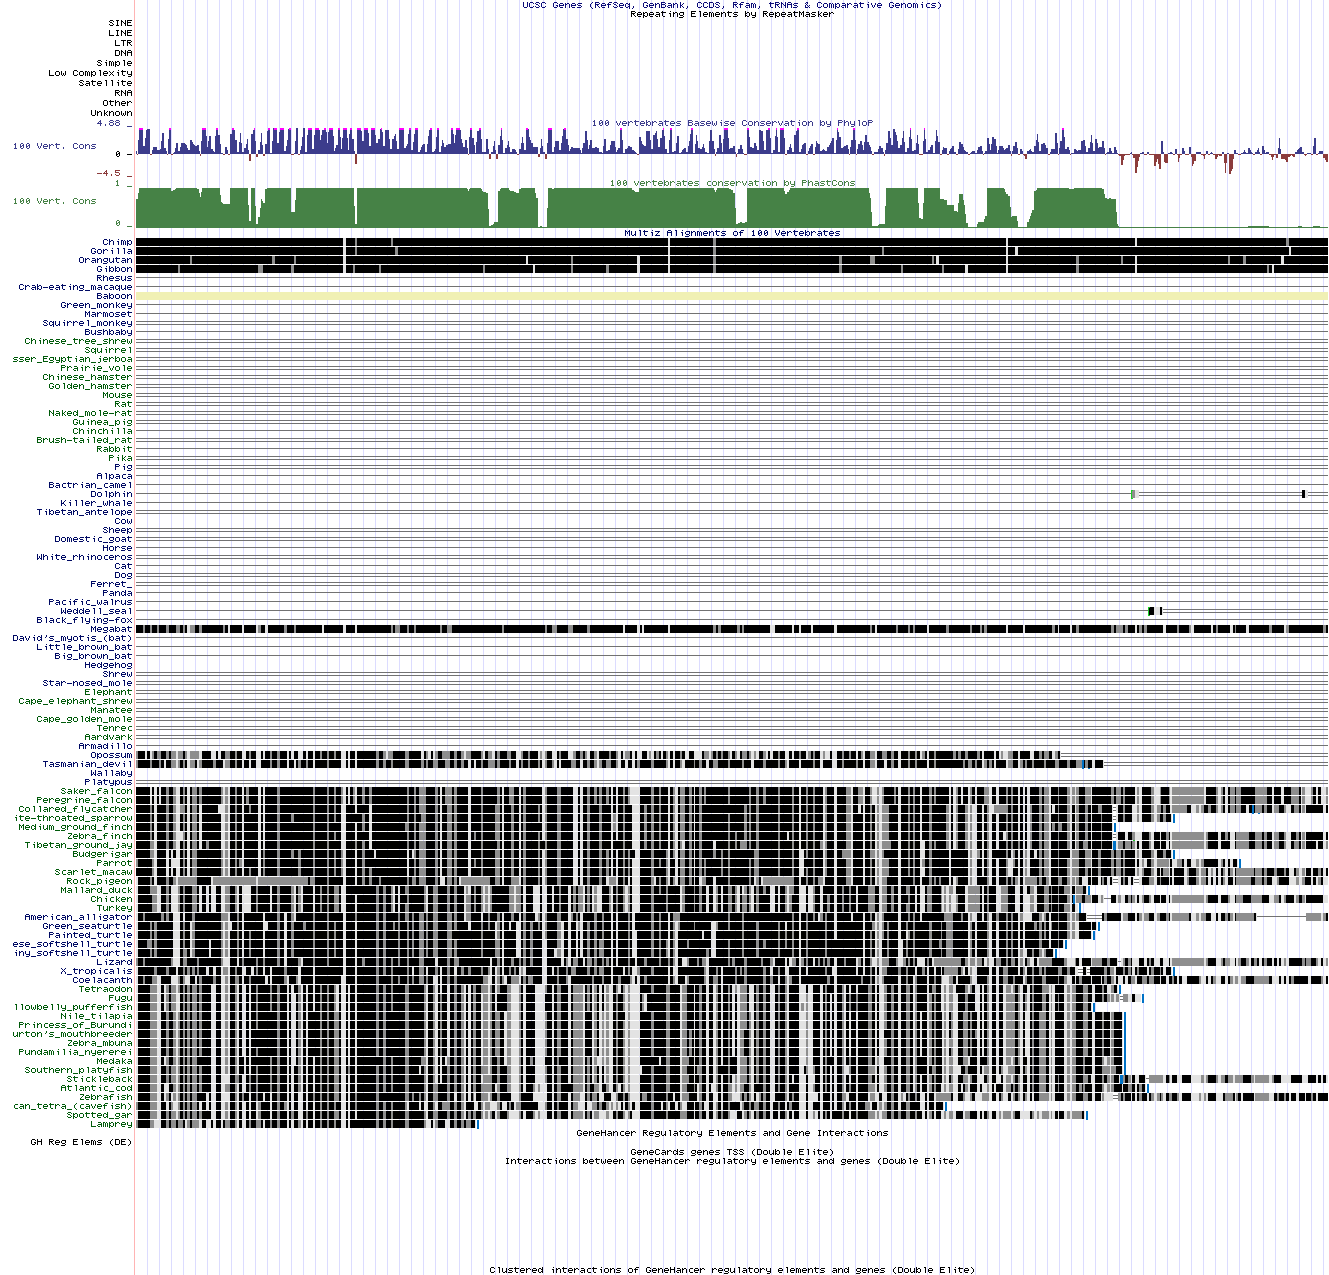 UCSC Genes (RefSeq, GenBank, CCDS, Rfam, tRNAs & Comparative Genomics)
Repeating Elements by RepeatMasker
SINE
LINE
LTR
DNA
Simple
Low Complexity
Satellite
RNA
Other
Unknown
100 vertebrates Basewise Conservation by PhyloP
4.88 _
100 Vert. Cons
0 -
-4.5 _
100 vertebrates conservation by PhastCons
1 _
100 Vert. Cons
0 _
Multiz Alignments of 100 Vertebrates
Chimp
Gorilla
Orangutan
Gibbon
Rhesus
Crab-eating_macaque
Baboon
Green_monkey
Marmoset
Squirrel_monkey
Bushbaby
Chinese_tree_shrew
Squirrel
sser_Egyptian_jerboa
Prairie_vole
Chinese_hamster
Golden_hamster
Mouse
Rat
Naked_mole-rat
Guinea_pig
Chinchilla
Brush-tailed_rat
Rabbit
Pika
Pig
Alpaca
Bactrian_camel
Dolphin
Killer_whale
Tibetan_antelope
Cow
Sheep
Domestic_goat
Horse
White_rhinoceros
Cat
Dog
Ferret_
Panda
Pacific_walrus
Weddell_seal
Black_flying-fox
Megabat
David's_myotis_(bat)
Little_brown_bat
Big_brown_bat
Hedgehog
Shrew
Star-nosed_mole
Elephant
Cape_elephant_shrew
Manatee
Cape_golden_mole
Tenrec
Aardvark
Armadillo
Opossum
Tasmanian_devil
Wallaby
Platypus
Saker_falcon
Peregrine_falcon
Collared_flycatcher
ite-throated_sparrow
Medium_ground_finch
Zebra_finch
Tibetan_ground_jay
Budgerigar
Parrot
Scarlet_macaw
Rock_pigeon
Mallard_duck
Chicken
Turkey
American_alligator
Green_seaturtle
Painted_turtle
ese_softshell_turtle
iny_softshell_turtle
Lizard
X_tropicalis
Coelacanth
Tetraodon
Fugu
llowbelly_pufferfish
Nile_tilapia
Princess_of_Burundi
urton's_mouthbreeder
Zebra_mbuna
Pundamilia_nyererei
Medaka
Southern_platyfish
Stickleback
Atlantic_cod
Zebrafish
can_tetra_(cavefish)
Spotted_gar
Lamprey
GeneHancer Regulatory Elements and Gene Interactions
GH Reg Elems (DE)
GeneCards genes TSS (Double Elite)
Interactions between GeneHancer regulatory elements and genes (Double Elite)
Clustered interactions of GeneHancer regulatory elements and genes (Double Elite)